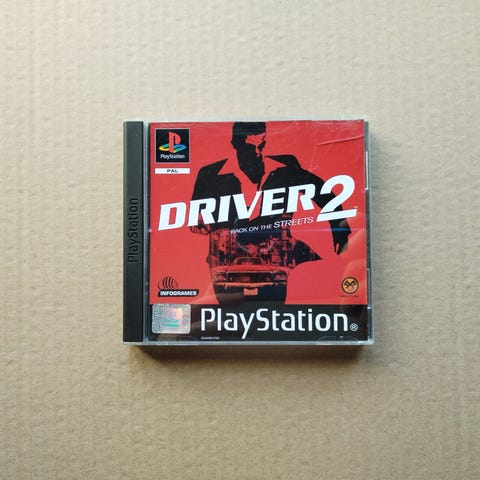 PlayStation
PlayStation
PAL
DRIVER 2
BACK ON THE STREETS
INFOGRAMES
PlayStation®